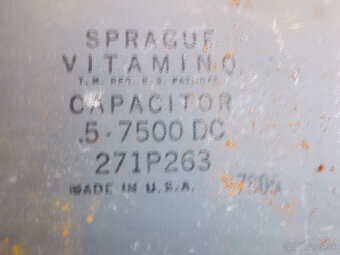 SPRAGUE
VITAMIN Q
T. M. REG. U. S. PAT. OFF.
CAPACITOR
.5-7500 DC
271P263
MADE IN U.S.A.